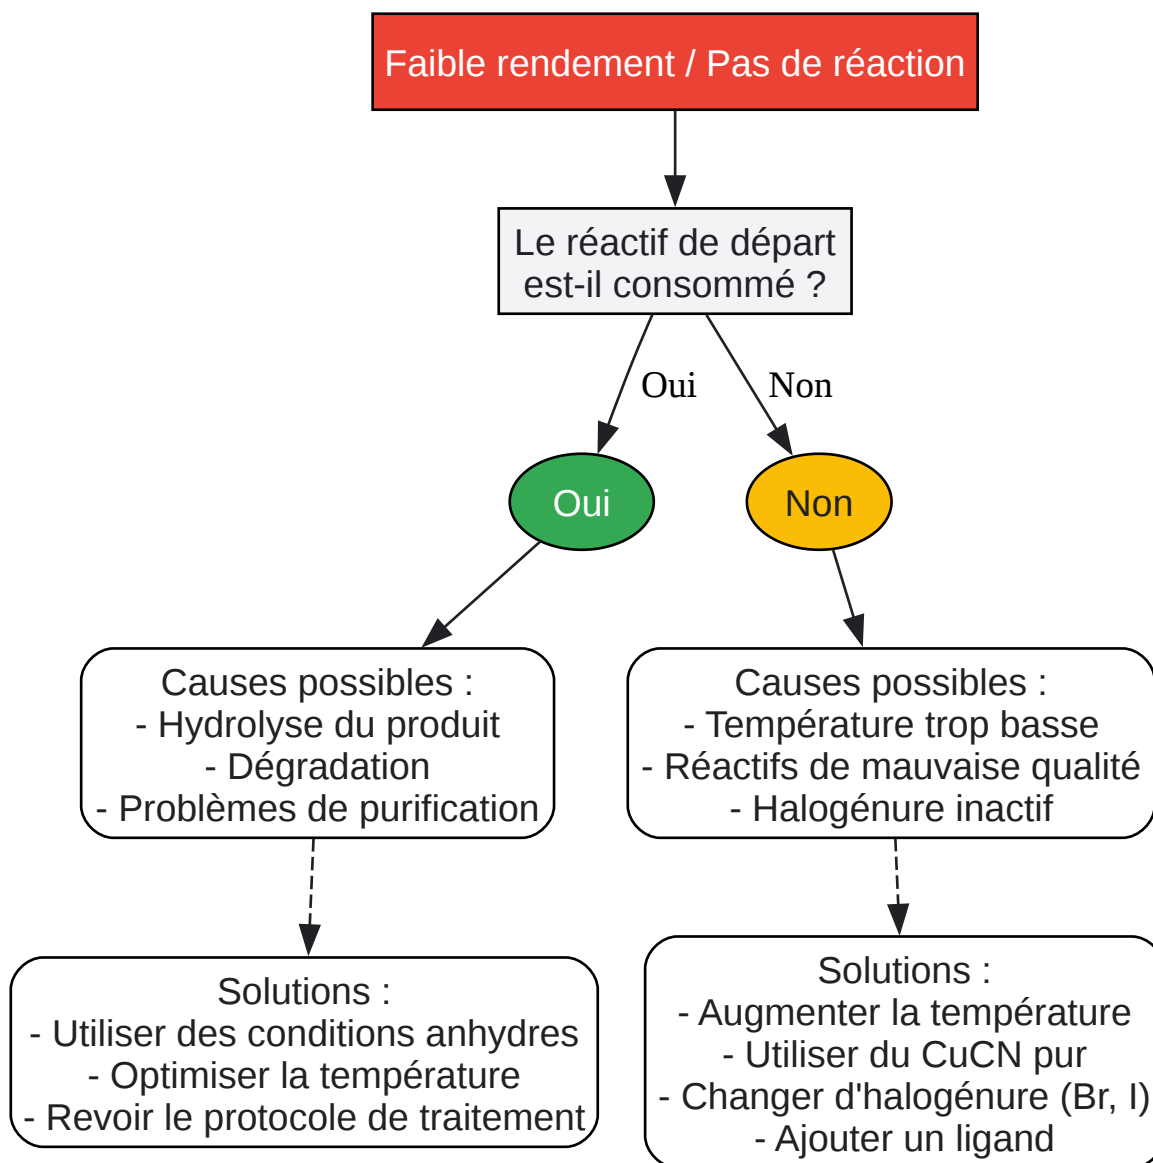 Faible rendement / Pas de réaction
Le réactif de départ
est-il consommé ?
Oui
Non
Oui
Non
Causes possibles :
- Hydrolyse du produit
- Dégradation
- Problèmes de purification
Causes possibles :
- Température trop basse
- Réactifs de mauvaise qualité
- Halogénure inactif
Solutions :
- Utiliser des conditions anhydres
- Optimiser la température
- Revoir le protocole de traitement
Solutions :
- Augmenter la température
- Utiliser du CuCN pur
- Changer d'halogénure (Br, I)
- Ajouter un ligand